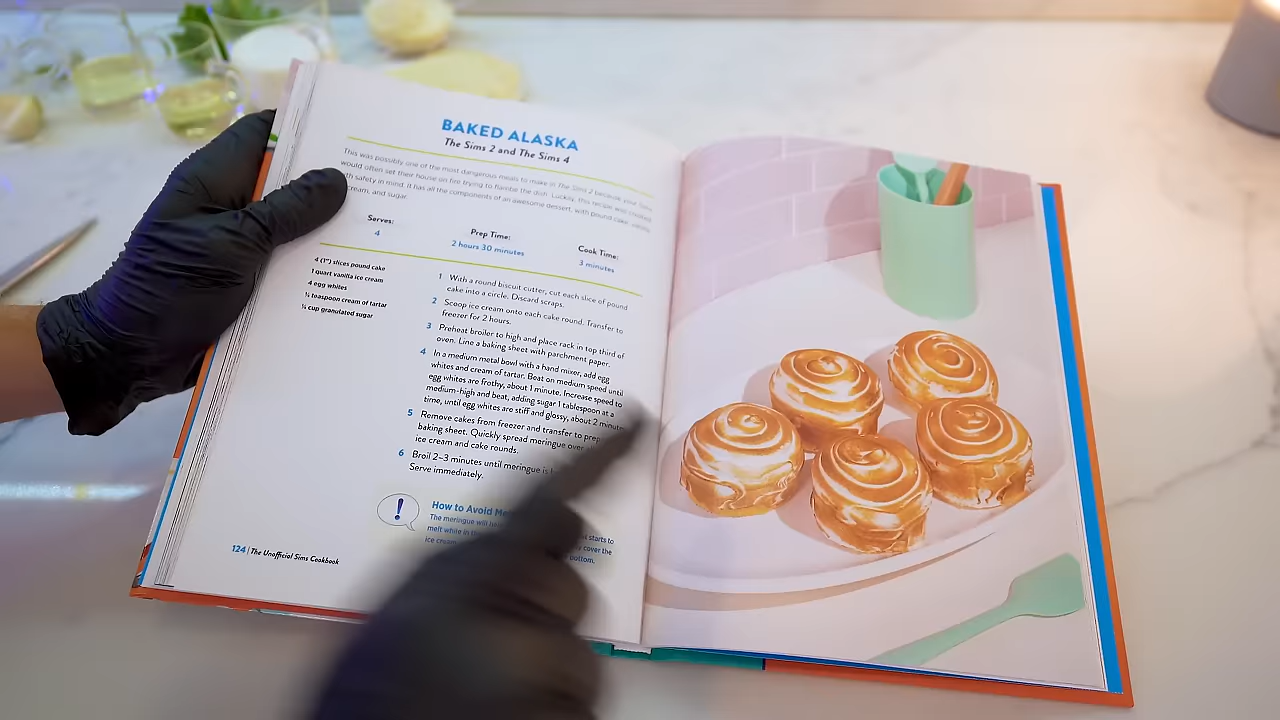 BAKED ALASKA
The Sims 2 and The Sims 4
This was possibly one of the most dangerous meals to make in The Sims 2 because your Sims
would often set their house on fire trying to flambé the dish. Luckily, this recipe was created
with safety in mind. It has all the components of an awesome dessert, with pound cake, vanilla
cream, and sugar.
Serves:
4
Prep Time:
2 hours 30 minutes
Cook Time:
3 minutes
4 (1") slices pound cake
1 quart vanilla ice cream
4 egg whites
½ teaspoon cream of tartar
granulated sugar
1 With a round biscuit cutter, cut each slice of pound
cake into a circle. Discard scraps.
2 Scoop ice cream onto each cake round. Transfer to
freezer for 2 hours.
3 Preheat broiler to high and place rack in top third of
oven. Line a baking sheet with parchment paper.
4 In a medium metal bowl with a hand mixer, add egg
whites and cream of tartar. Beat on medium speed until
egg whites are frothy, about 1 minute. Increase speed to
medium-high and beat, adding sugar 1 tablespoon at a
time, until egg whites are stiff and glossy, about 2 minutes
5 Remove cakes from freezer and transfer to prep
baking sheet. Quickly spread meringue over
ice cream and cake rounds.
6 Broil 2–3 minutes until meringue is
Serve immediately.
!
How to Avoid
The meringue will starts to
melt while in cover the
ice cream bottom.
124 | The Unofficial Sims Cookbook